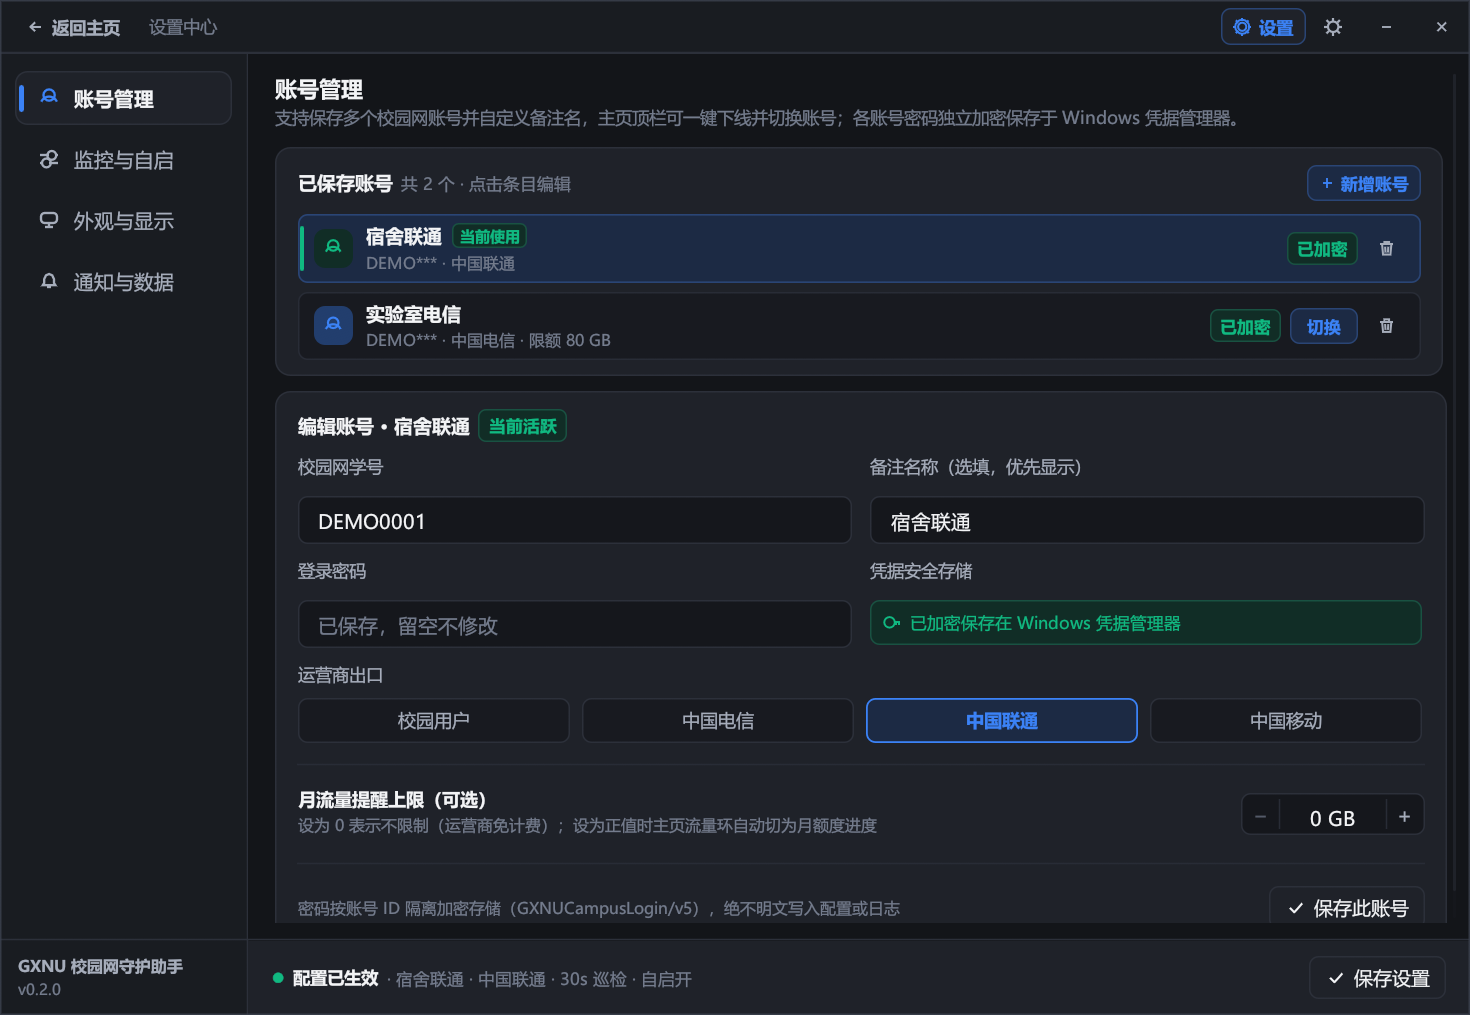 返回主页
设置中心
设置
账号管理
监控与自启
外观与显示
通知与数据
账号管理
支持保存多个校园网账号并自定义备注名，主页顶栏可一键下线并切换账号；各账号密码独立加密保存于 Windows 凭据管理器。
已保存账号 共 2 个 · 点击条目编辑
+ 新增账号
宿舍联通 当前使用
DEMO*** · 中国联通
已加密
实验室电信
DEMO*** · 中国电信 · 限额 80 GB
已加密
切换
编辑账号 • 宿舍联通 当前活跃
校园网学号
备注名称（选填，优先显示）
DEMO0001
宿舍联通
登录密码
凭据安全存储
已保存，留空不修改
已加密保存在 Windows 凭据管理器
运营商出口
校园用户
中国电信
中国联通
中国移动
月流量提醒上限（可选）
设为 0 表示不限制（运营商免计费）；设为正值时主页流量环自动切为月额度进度
0 GB
密码按账号 ID 隔离加密存储（GXNUCampusLogin/v5），绝不明文写入配置或日志
保存此账号
GXNU 校园网守护助手
v0.2.0
配置已生效 · 宿舍联通 · 中国联通 · 30s 巡检 · 自启开
保存设置